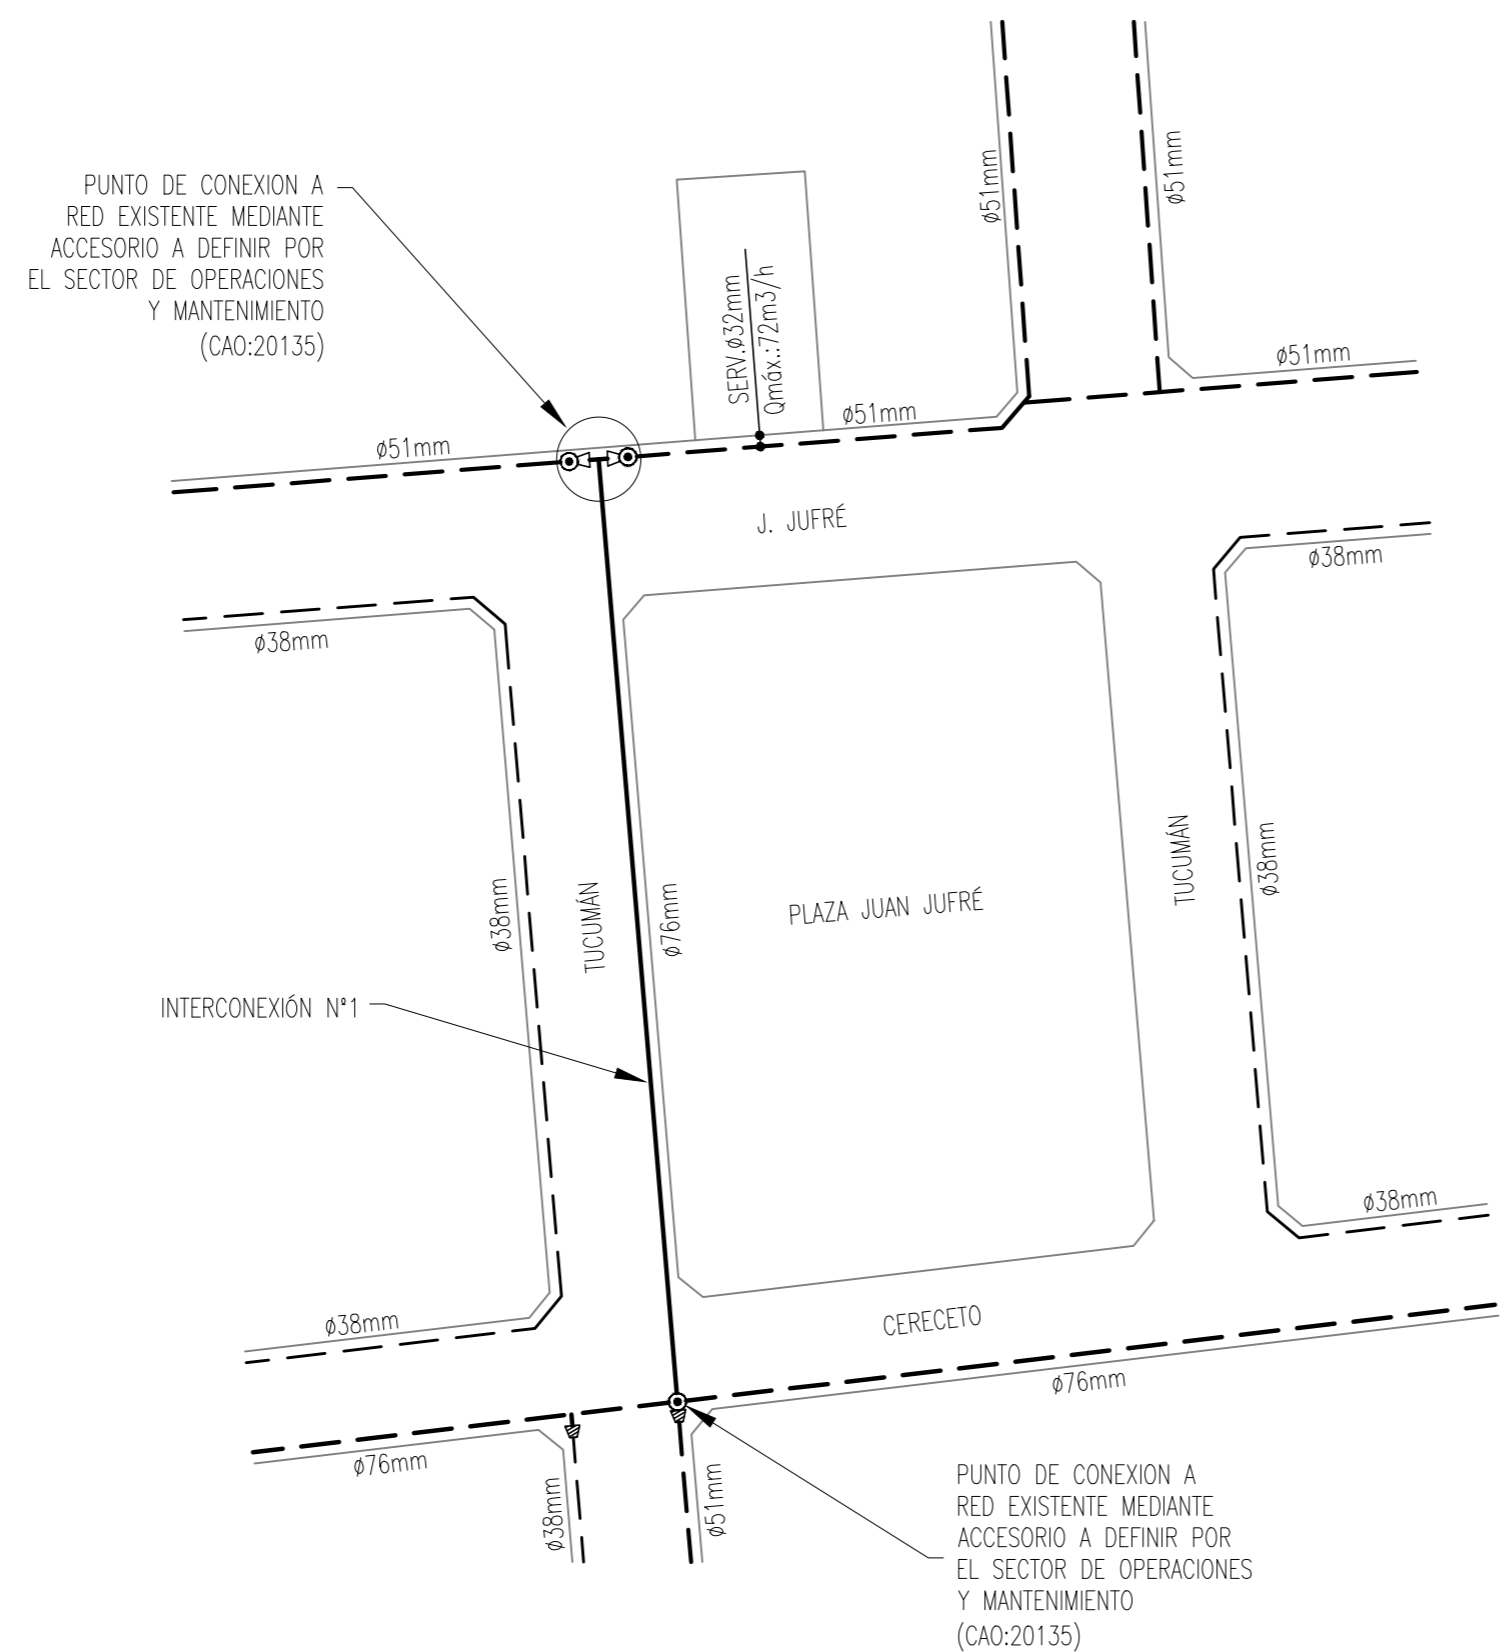 PUNTO DE CONEXION A
RED EXISTENTE MEDIANTE
ACCESORIO A DEFINIR POR
EL SECTOR DE OPERACIONES
Y MANTENIMIENTO
(CAO:20135)
ø51mm
ø51mm
SERV.ø32mm
Qmáx.:72m3/h
ø51mm
ø51mm
ø51mm
J. JUFRÉ
ø38mm
ø38mm
ø38mm
TUCUMÁN
ø76mm
PLAZA JUAN JUFRÉ
TUCUMÁN
ø38mm
INTERCONEXIÓN Nº1
ø38mm
ø38mm
CERECETO
ø76mm
ø76mm
ø38mm
ø51mm
PUNTO DE CONEXION A
RED EXISTENTE MEDIANTE
ACCESORIO A DEFINIR POR
EL SECTOR DE OPERACIONES
Y MANTENIMIENTO
(CAO:20135)